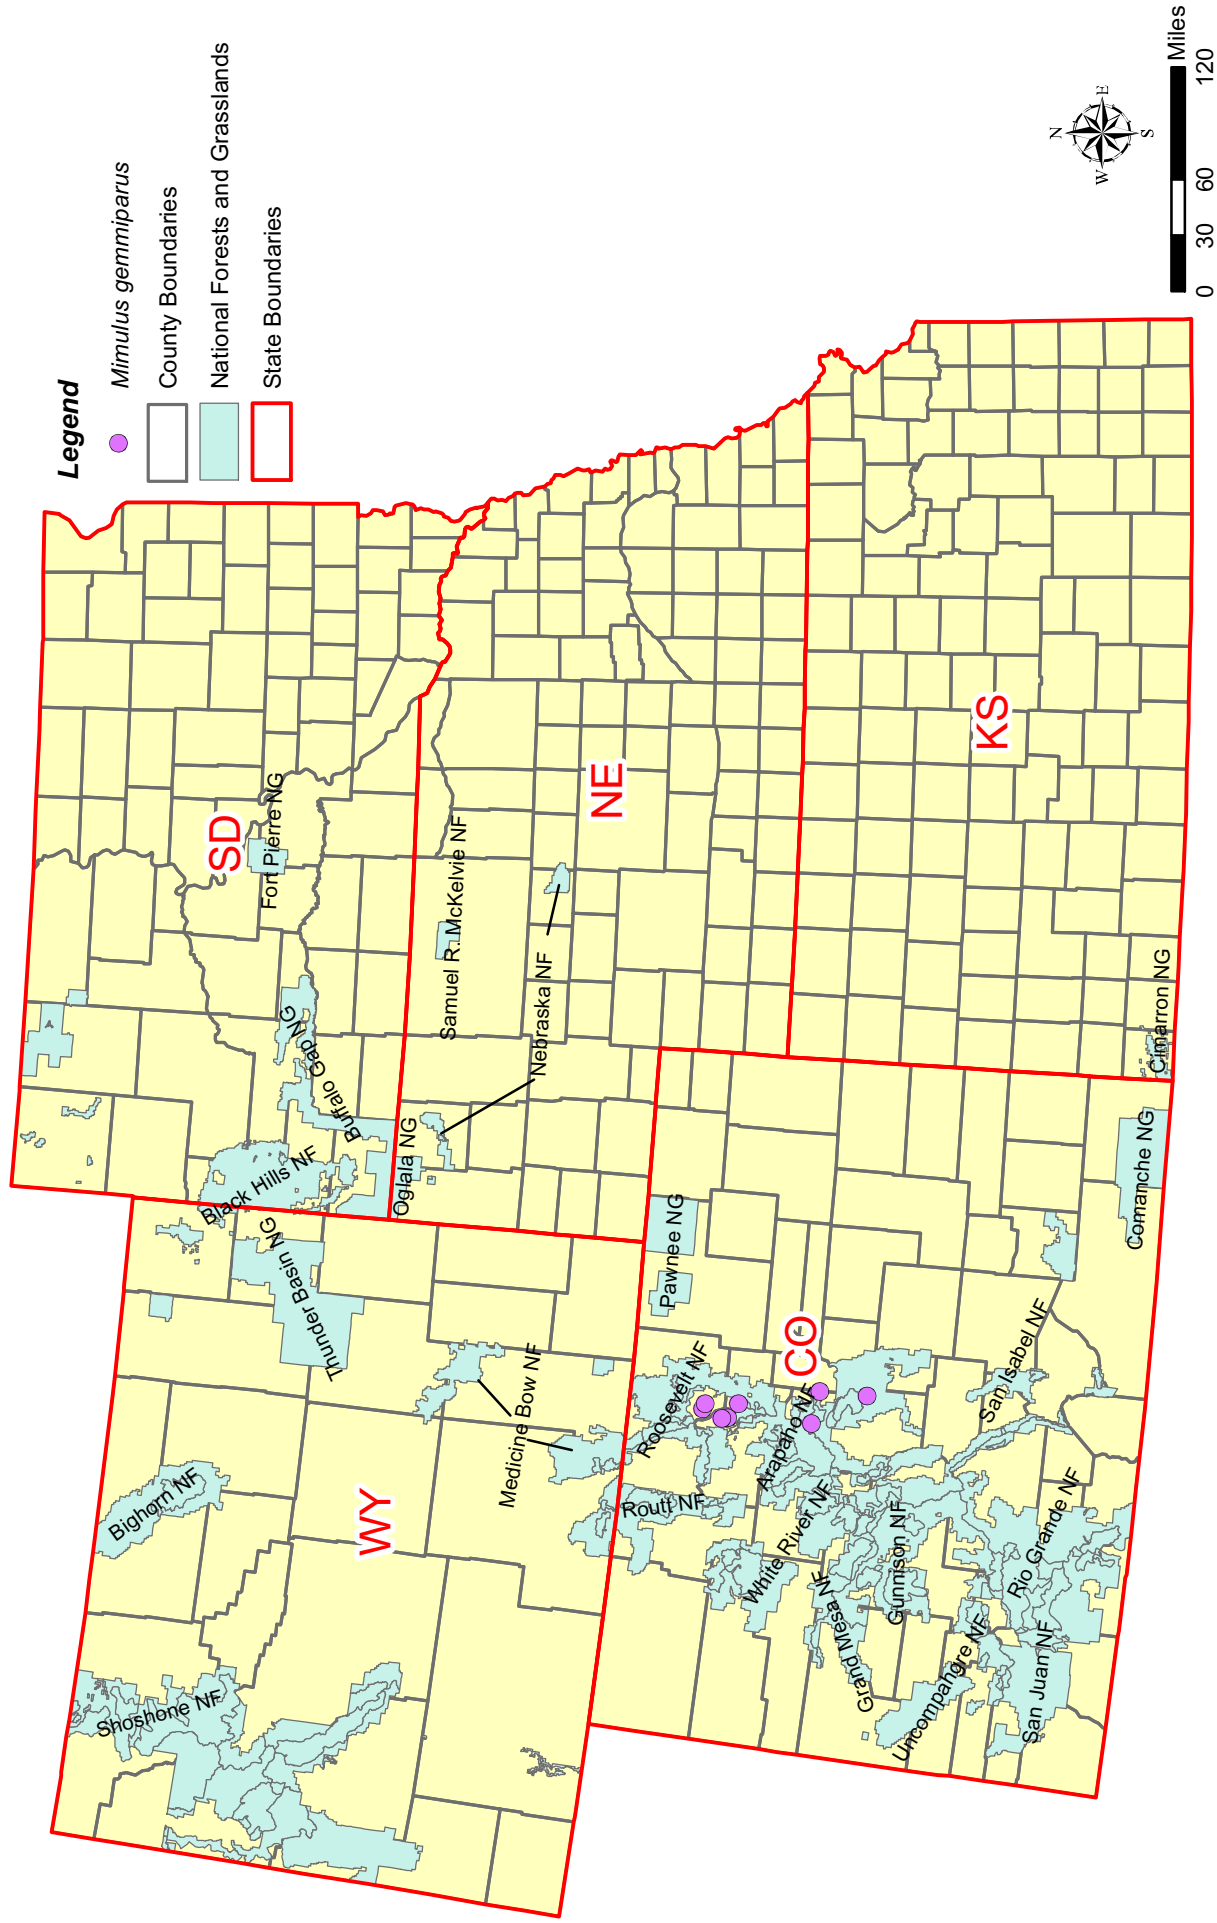 Legend
Mimulus gemmiparus
County Boundaries
National Forests and Grasslands
State Boundaries
N
W
E
S
0 30 60 120
Miles
SD
Fort Pierre NG
Buffalo Gap NG
Black Hills NF
Oglala NG
Samuel R. McKelvie NF
Nebraska NF
NE
KS
Cimarron NG
Comanche NG
Thunder Basin NG
Bighorn NF
Shoshone NF
WY
Medicine Bow NF
Pawnee NG
CO
Roosevelt NF
Arapaho NF
Routt NF
White River NF
Grand Mesa NF
Gunnison NF
Uncompahgre NF
San Juan NF
Rio Grande NF
San Isabel NF